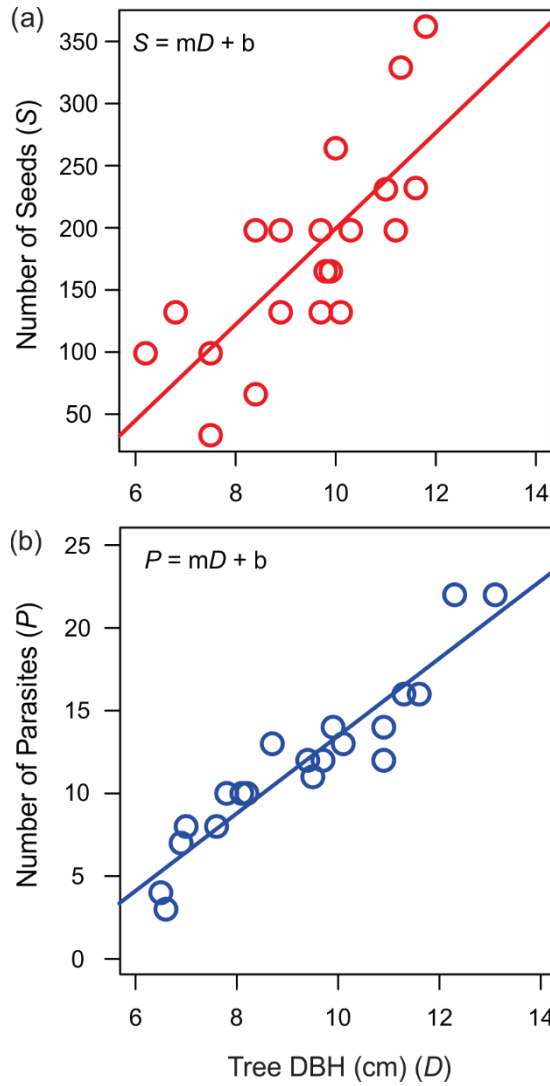 (a)
S = mD + b
Number of Seeds (S)
350
300
250
200
150
100
50
6 8 10 12 14
(b)
P = mD + b
Number of Parasites (P)
25
20
15
10
5
0
6 8 10 12 14
Tree DBH (cm) (D)